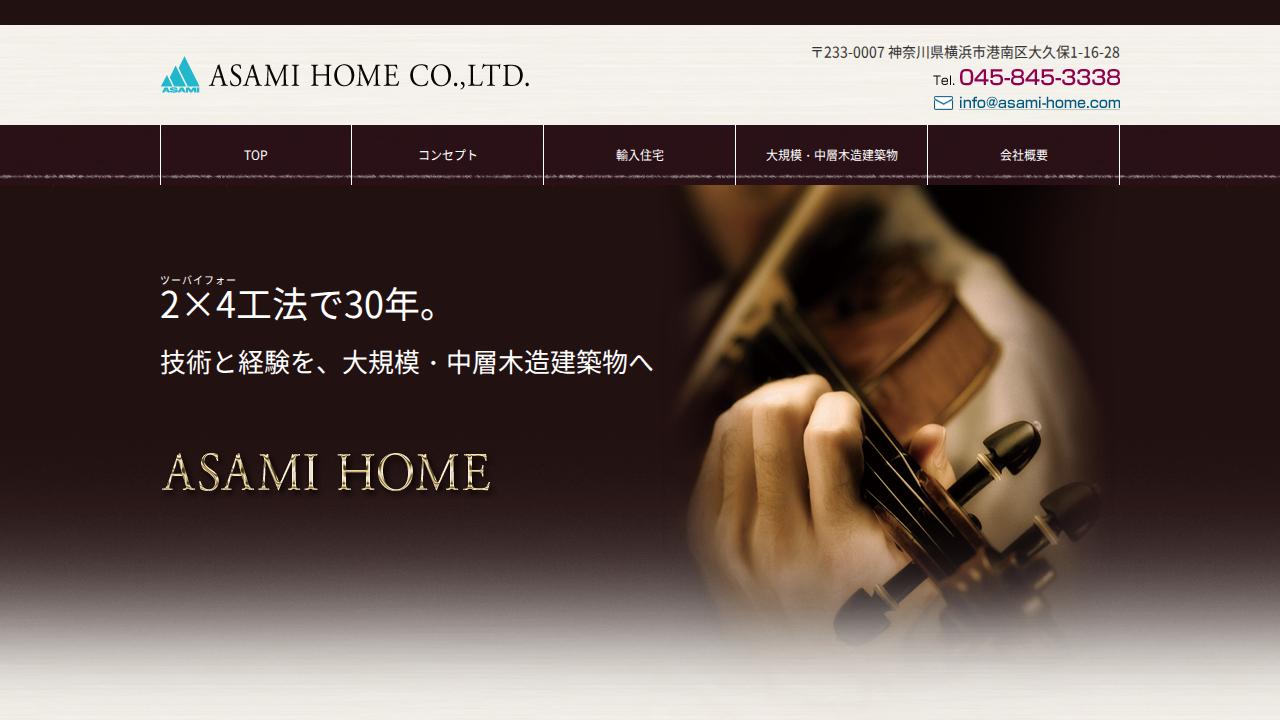 〒233-0007 神奈川県横浜市港南区大久保1-16-28
ASAMI
ASAMI HOME CO.,LTD.
Tel. 045-845-3338
info@asami-home.com
TOP
コンセプト
輸入住宅
大規模・中層木造建築物
会社概要
ツーバイフォー
2×4工法で30年。
技術と経験を、大規模・中層木造建築物へ
ASAMI HOME